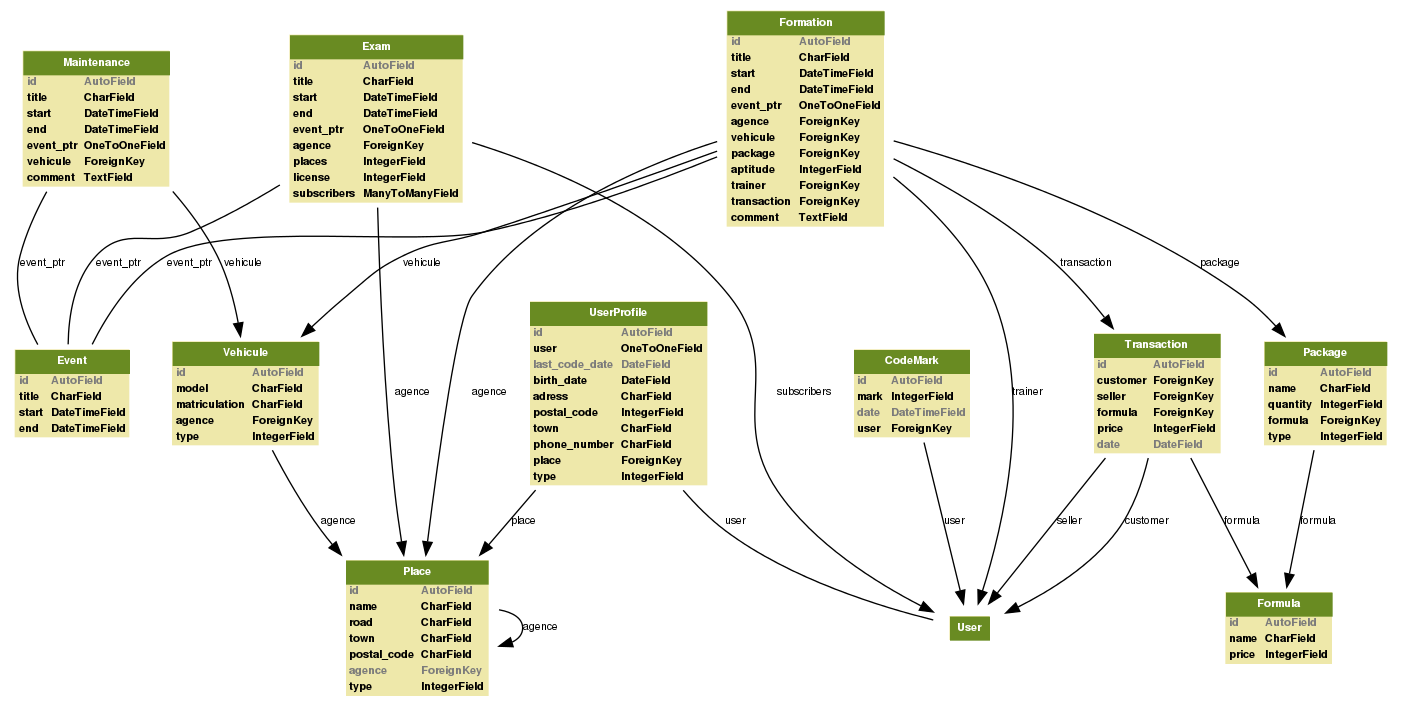 Maintenance
id AutoField
title CharField
start DateTimeField
end DateTimeField
event_ptr OneToOneField
vehicule ForeignKey
comment TextField
Exam
id AutoField
title CharField
start DateTimeField
end DateTimeField
event_ptr OneToOneField
agence ForeignKey
places IntegerField
license IntegerField
subscribers ManyToManyField
Formation
id AutoField
title CharField
start DateTimeField
end DateTimeField
event_ptr OneToOneField
agence ForeignKey
vehicule ForeignKey
package ForeignKey
aptitude IntegerField
trainer ForeignKey
transaction ForeignKey
comment TextField
event_ptr
event_ptr
event_ptr
vehicule
vehicule
transaction
package
Event
id AutoField
title CharField
start DateTimeField
end DateTimeField
Vehicule
id AutoField
model CharField
matriculation CharField
agence ForeignKey
type IntegerField
agence
agence
UserProfile
id AutoField
user OneToOneField
last_code_date DateField
birth_date DateField
adress CharField
postal_code IntegerField
town CharField
phone_number CharField
place ForeignKey
type IntegerField
subscribers
CodeMark
id AutoField
mark IntegerField
date DateTimeField
user ForeignKey
trainer
Transaction
id AutoField
customer ForeignKey
seller ForeignKey
formula ForeignKey
price IntegerField
date DateField
Package
id AutoField
name CharField
quantity IntegerField
formula ForeignKey
type IntegerField
agence
place
user
user
seller
customer
formula
formula
Place
id AutoField
name CharField
road CharField
town CharField
postal_code CharField
agence ForeignKey
type IntegerField
agence
User
Formula
id AutoField
name CharField
price IntegerField